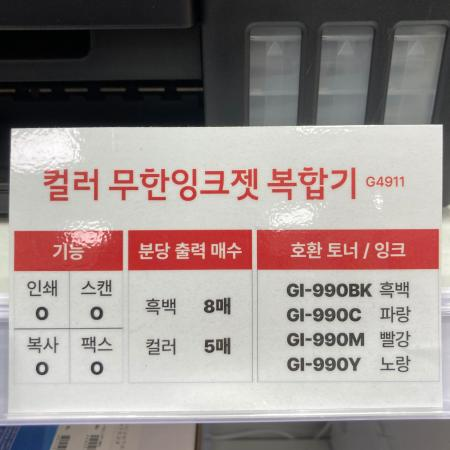 컬러 무한잉크젯 복합기 G4911
기능
인쇄 스캔
O O
복사 팩스
O O
분당 출력 매수
흑백 8매
컬러 5매
호환 토너 / 잉크
GI-990BK 흑백
GI-990C 파랑
GI-990M 빨강
GI-990Y 노랑